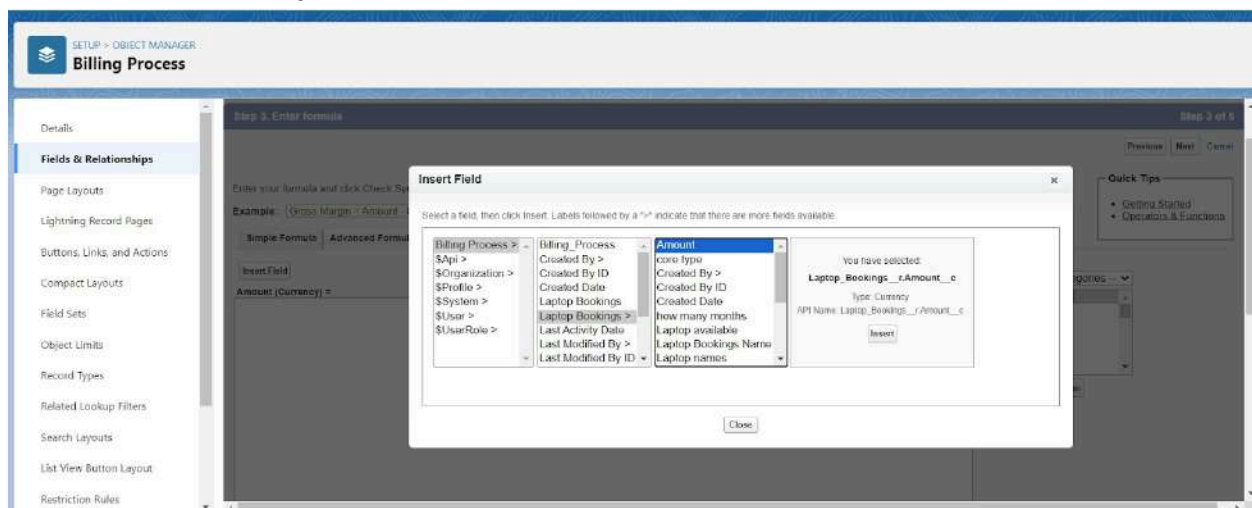 SETUP > OBJECT MANAGER
Billing Process
Details
Fields & Relationships
Page Layouts
Lightning Record Pages
Buttons, Links, and Actions
Compact Layouts
Field Sets
Object Limits
Record Types
Related Lookup Filters
Search Layouts
List View Button Layout
Restriction Rules
Step 3. Enter formula
Step 3 of 5
Previous
Next
Cancel
Enter your formula and click Check
Example:
Gross Margin = Amount -
Simple Formula
Advanced Formul
Insert Field
Amount (Currency) =
Quick Tips
Getting Started
Operators & Functions
Insert Field
Select a field, then click Insert. Labels followed by a ">" indicate that there are more fields available.
Billing Process >
$Api >
$Organization >
$Profile >
$System >
$User >
$UserRole >
Billing_Process
Created By >
Created By ID
Created Date
Laptop Bookings
Laptop Bookings >
Last Activity Date
Last Modified By >
Last Modified By ID
Amount
core type
Created By >
Created By ID
Created Date
how many months
Laptop available
Laptop Bookings Name
Laptop names
You have selected:
Laptop_Bookings__r.Amount__c
Type: Currency
API Name: Laptop_Bookings__r.Amount__c
Insert
Close